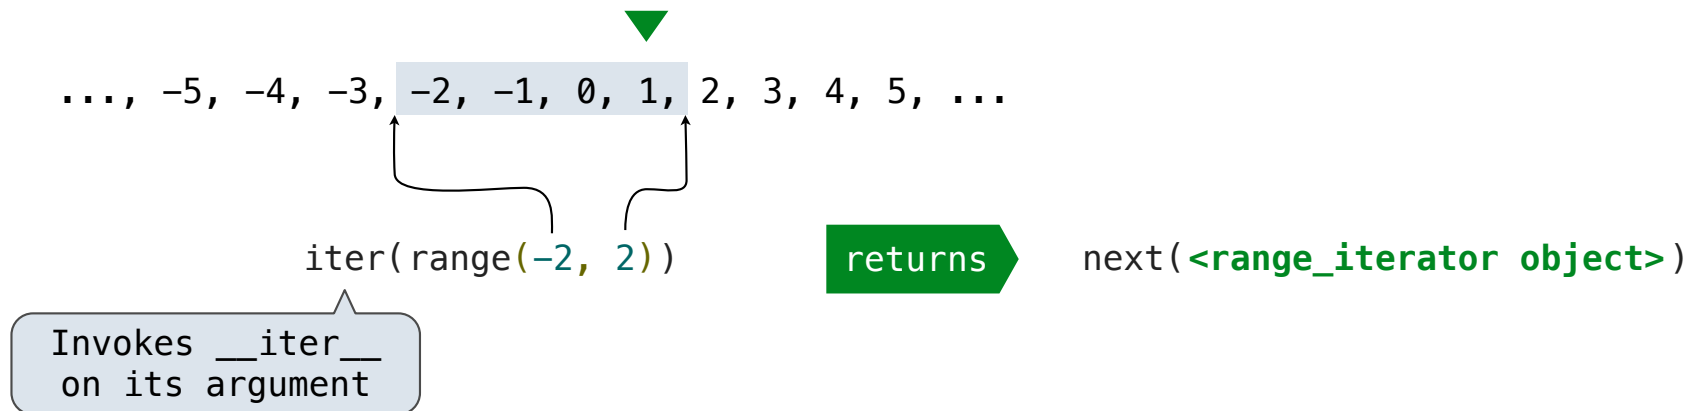 ..., −5, −4, −3, −2, −1, 0, 1, 2, 3, 4, 5, ...
iter(range(−2, 2)) returns next(<range_iterator object>)
Invokes __iter__
on its argument